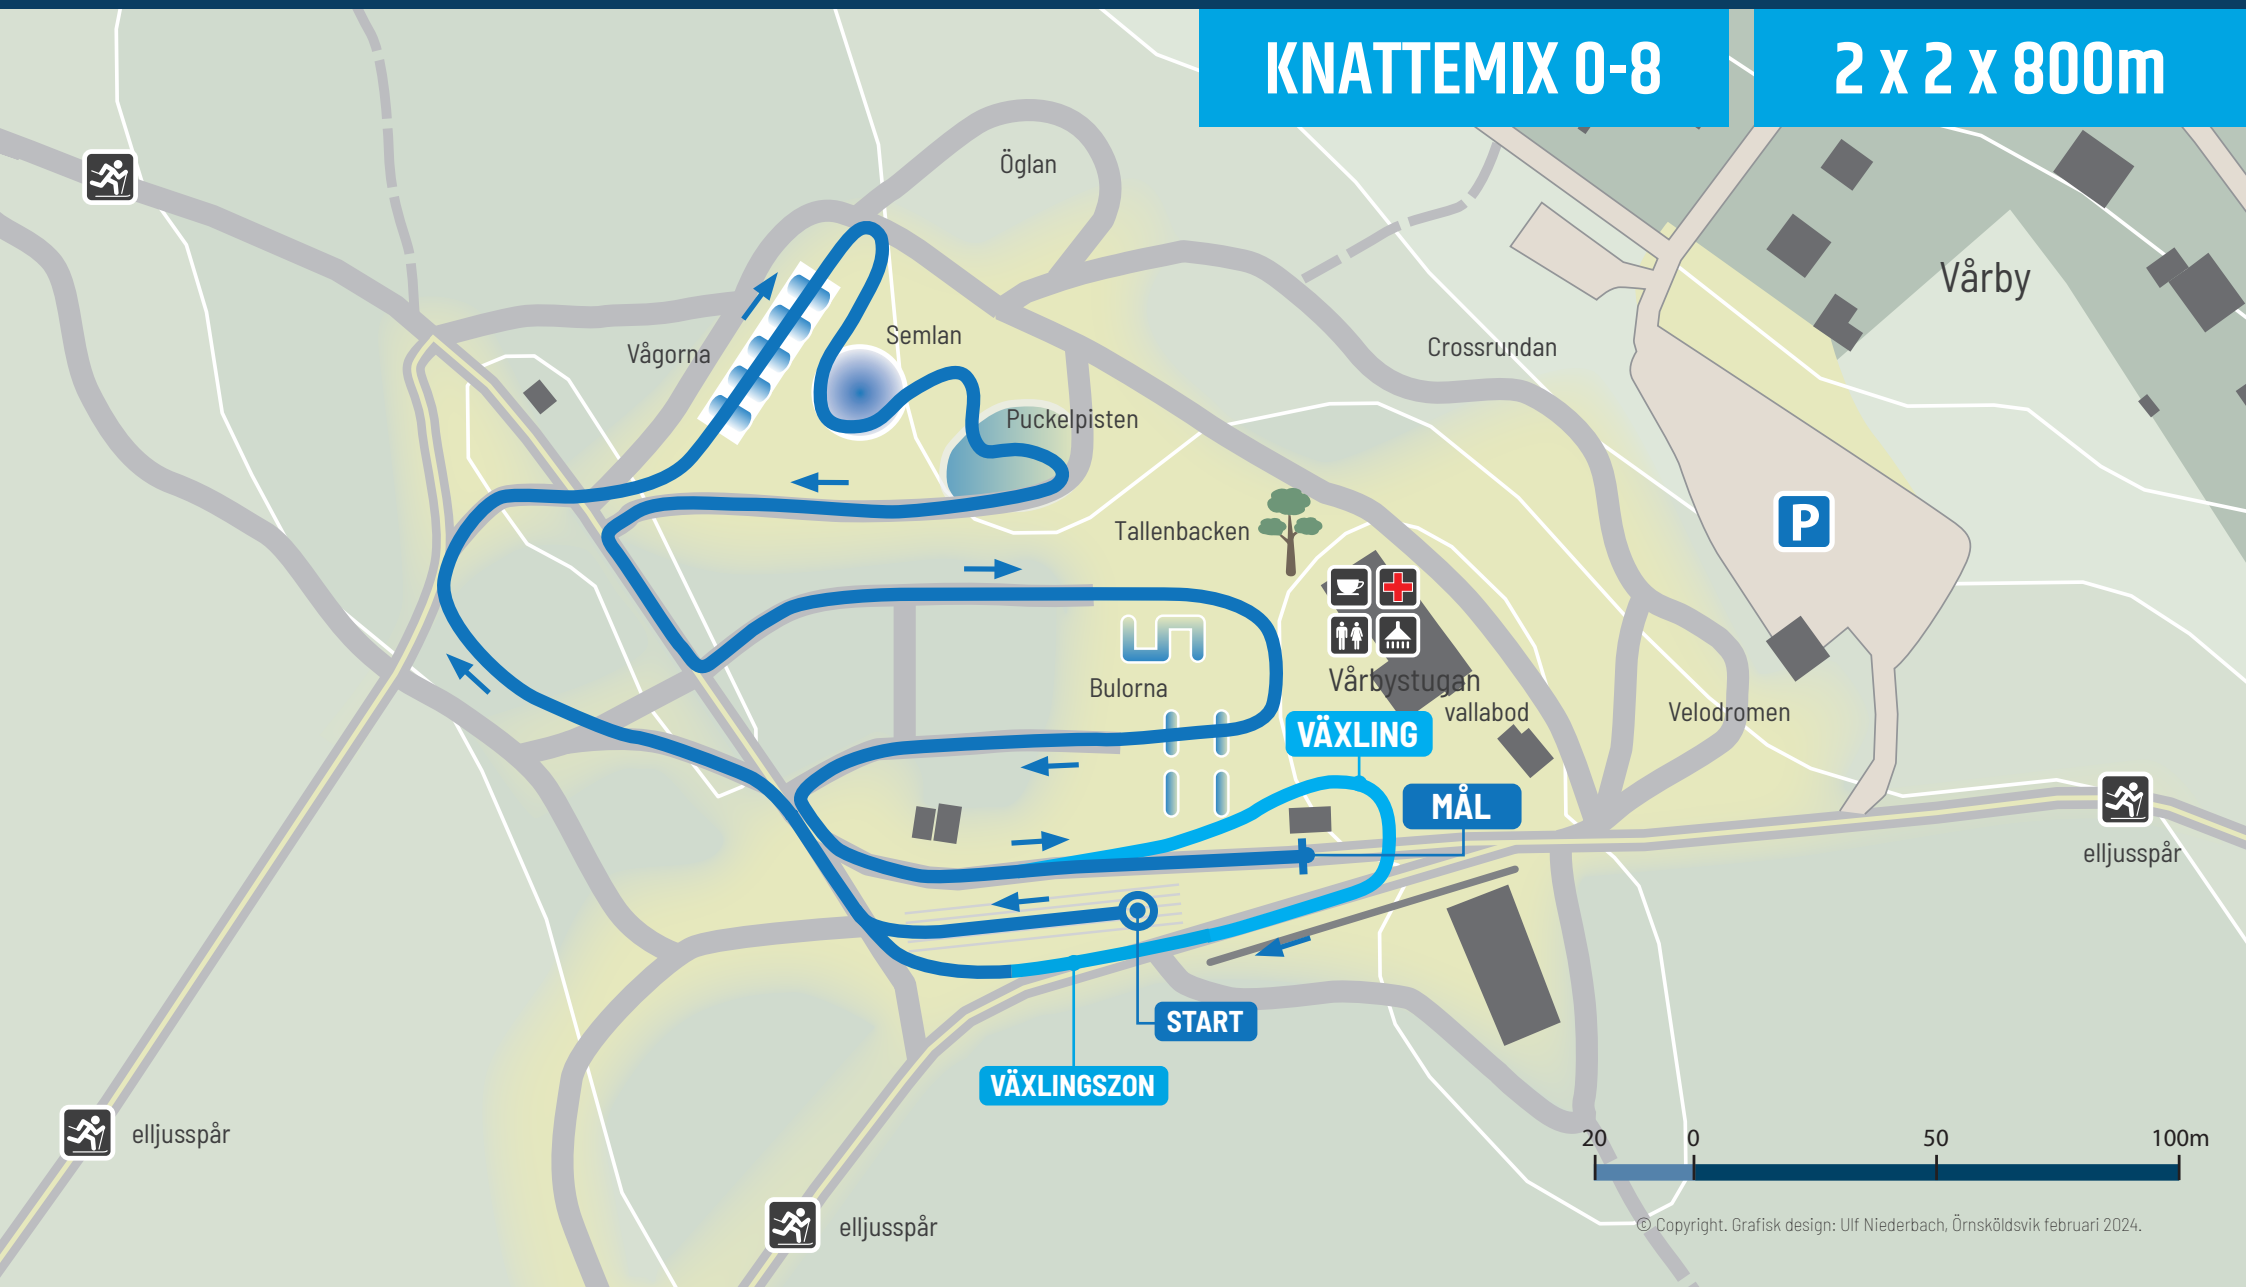 KNATTEMIX 0-8
2 x 2 x 800m
Öglan
Vårby
Semlan
Vågorna
Crossrundan
Puckelpisten
P
Tallenbacken
Vårbystugan
Bulorna
vallabod
Velodromen
VÄXLING
MÅL
elljusspår
START
VÄXLINGSZON
elljusspår
20 0 50 100m
elljusspår
© Copyright. Grafisk design: Ulf Niederbach, Örnsköldsvik februari 2024.